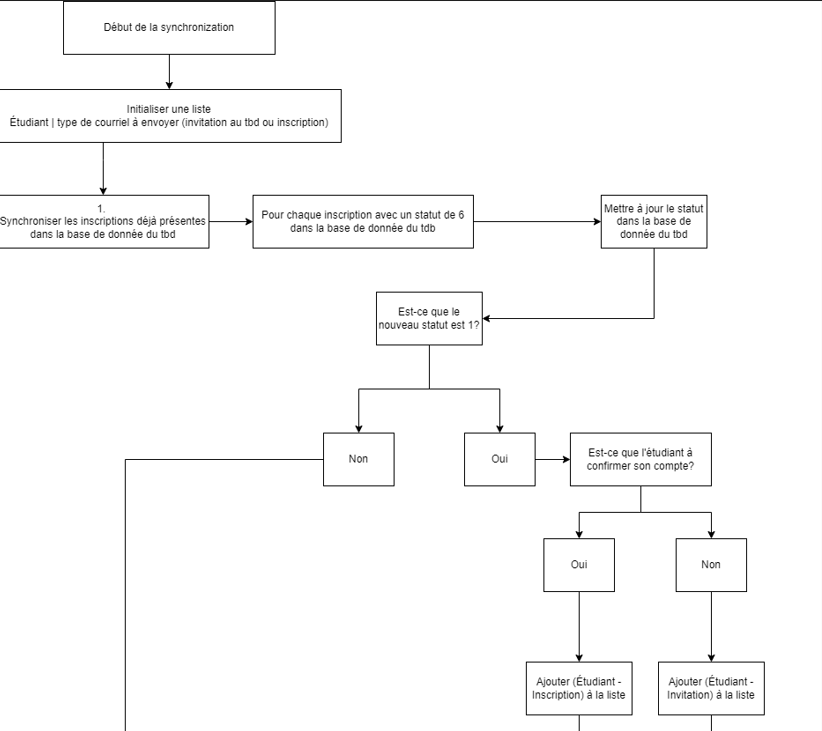 Début de la synchronization
Initialiser une liste
Étudiant | type de courriel à envoyer (invitation au tbd ou inscription)
1.
Synchroniser les inscriptions déjà présentes
dans la base de donnée du tbd
Pour chaque inscription avec un statut de 6
dans la base de donnée du tdb
Mettre à jour le statut
dans la base de
donnée du tbd
Est-ce que le
nouveau statut est 1?
Non
Oui
Est-ce que l'étudiant à
confirmer son compte?
Oui
Non
Ajouter (Étudiant -
Inscription) à la liste
Ajouter (Étudiant -
Invitation) à la liste